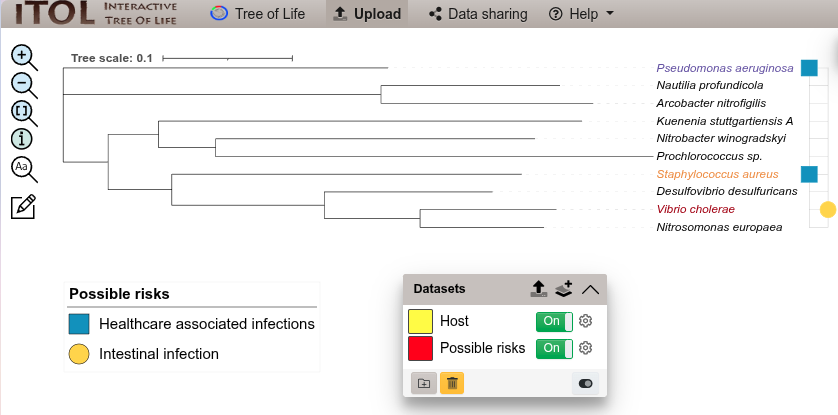 iTOL INTERACTIVE TREE OF LIFE Tree of Life Upload Data sharing Help
Tree scale: 0.1
Pseudomonas aeruginosa
Nautilia profundicola
Arcobacter nitrofigilis
Kuenenia stuttgartiensis A
Nitrobacter winogradskyi
Prochlorococcus sp.
Staphylococcus aureus
Desulfovibrio desulfuricans
Vibrio cholerae
Nitrosomonas europaea
Aa
Possible risks
Healthcare associated infections
Intestinal infection
Datasets
Host On
Possible risks On